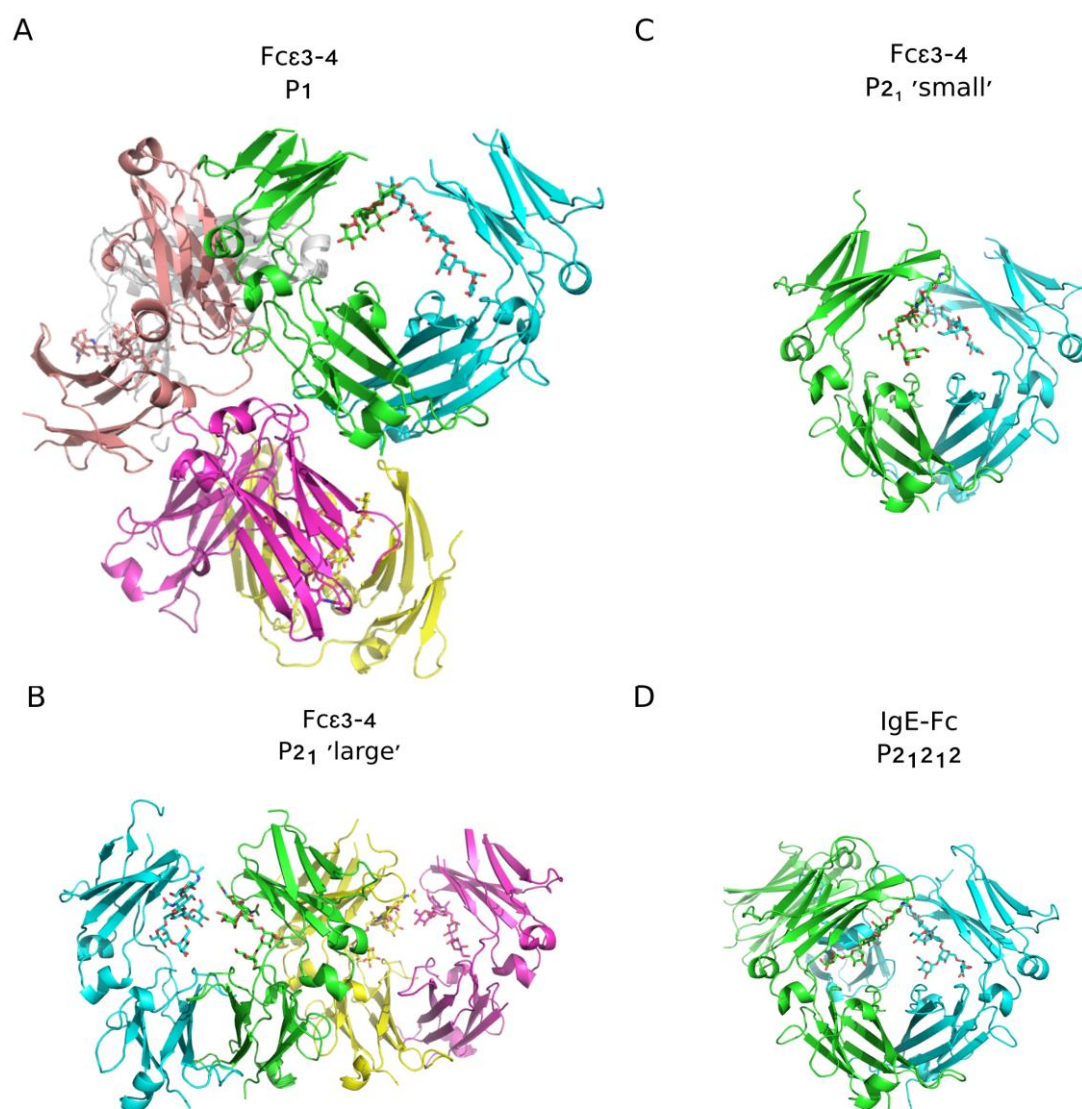 A
Fcε3-4
P1
B
Fcε3-4
P2₁ 'large'
C
Fcε3-4
P2₁ 'small'
D
IgE-Fc
P2₁2₁2